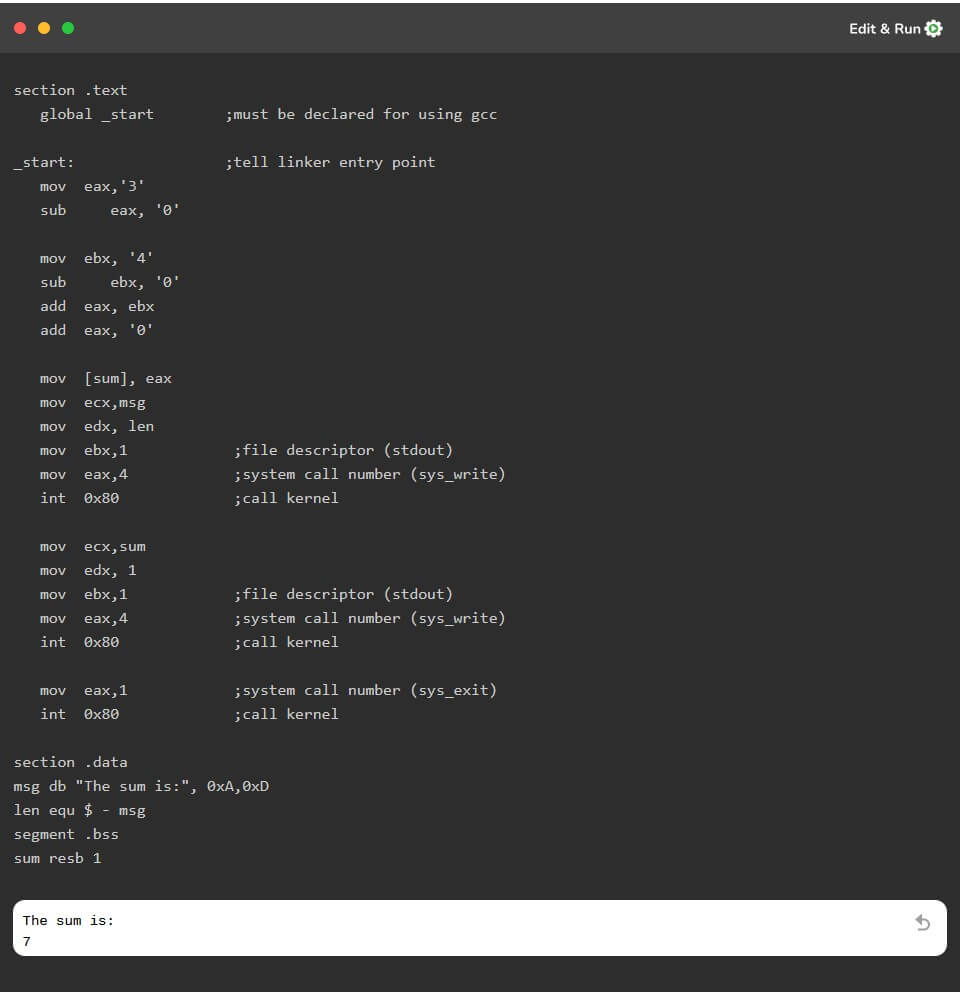 Edit & Run
section .text
   global _start        ;must be declared for using gcc
_start:                 ;tell linker entry point
   mov  eax,'3'
   sub     eax, '0'
   mov  ebx, '4'
   sub     ebx, '0'
   add  eax, ebx
   add  eax, '0'
   mov  [sum], eax
   mov  ecx,msg
   mov  edx, len
   mov  ebx,1            ;file descriptor (stdout)
   mov  eax,4            ;system call number (sys_write)
   int  0x80             ;call kernel
   mov  ecx,sum
   mov  edx, 1
   mov  ebx,1            ;file descriptor (stdout)
   mov  eax,4            ;system call number (sys_write)
   int  0x80             ;call kernel
   mov  eax,1            ;system call number (sys_exit)
   int  0x80             ;call kernel
section .data
msg db "The sum is:", 0xA,0xD
len equ $ - msg
segment .bss
sum resb 1
The sum is:
7